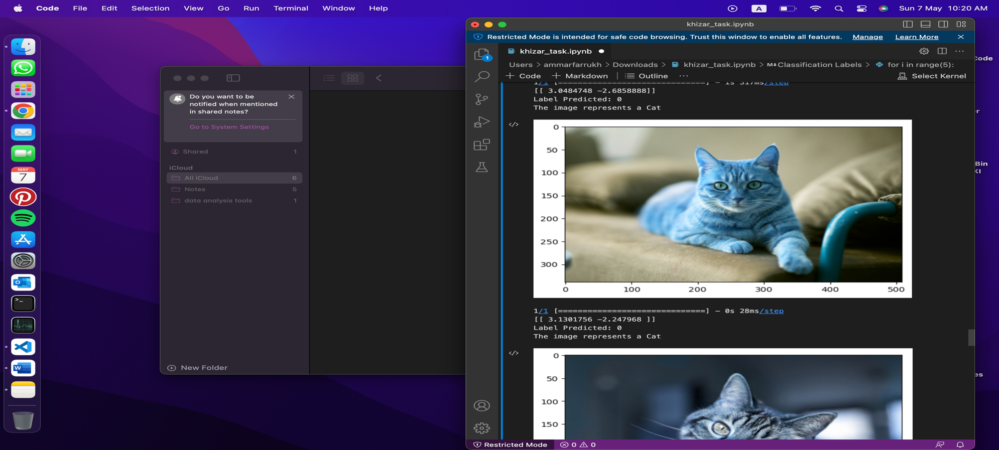 Code File Edit Selection View Go Run Terminal Window Help A Sun 7 May 10:20 AM
khizar_task.ipynb
Restricted Mode is intended for safe code browsing. Trust this window to enable all features. Manage Learn More
khizar_task.ipynb
1
Users > ammarfarrukh > Downloads > khizar_task.ipynb > M↓Classification Labels > for i in range(5):
+ Code + Markdown | Outline ··· Select Kernel
1/1 [==============================] – 1s 517ms/step
[[ 3.0484748 –2.6858888]]
Label Predicted: 0
The image represents a Cat
0
50
100
150
200
250
300
0 100 200 300 400 500
1/1 [==============================] – 0s 28ms/step
[[ 3.1301756 –2.247968 ]]
Label Predicted: 0
The image represents a Cat
0
50
100
150
Restricted Mode 0 0
Do you want to be
notified when mentioned
in shared notes?
Go to System Settings
Shared 1
iCloud
All iCloud 6
Notes 5
data analysis tools 1
New Folder
MAY
7
O
>_
W
Code
r
Bin
KI
es